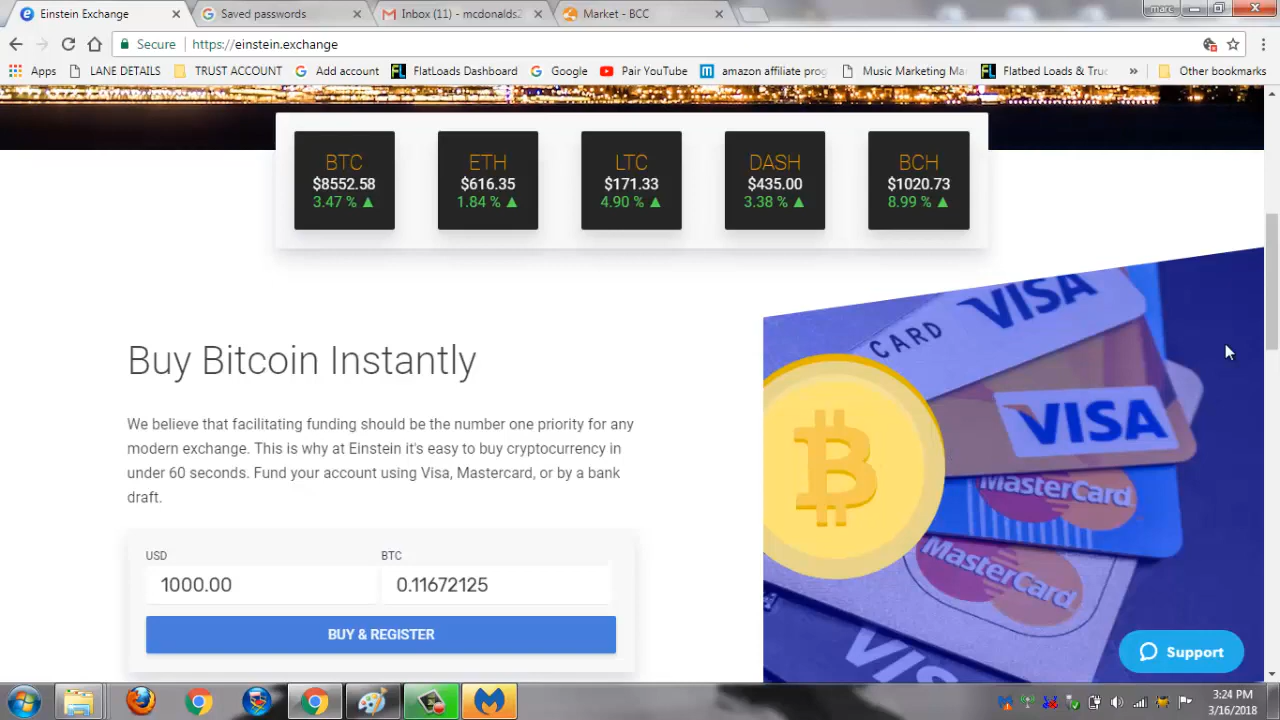 Einstein Exchange
Saved passwords
Inbox (11) - mcdonalds2
Market - BCC
marc
Secure
https://einstein.exchange
Apps
LANE DETAILS
TRUST ACCOUNT
Add account
FlatLoads Dashboard
Google
Pair YouTube
amazon affiliate prog
Music Marketing Ma
Flatbed Loads & Truc
»
Other bookmarks
BTC
$8552.58
3.47 % ▲
ETH
$616.35
1.84 % ▲
LTC
$171.33
4.90 % ▲
DASH
$435.00
3.38 % ▲
BCH
$1020.73
8.99 % ▲
Buy Bitcoin Instantly
We believe that facilitating funding should be the number one priority for any
modern exchange. This is why at Einstein it's easy to buy cryptocurrency in
under 60 seconds. Fund your account using Visa, Mastercard, or by a bank
draft.
USD
BTC
1000.00
0.11672125
BUY & REGISTER
CARD
VISA
VISA
MasterCard
MasterCard
VISA
Support
3:24 PM
3/16/2018